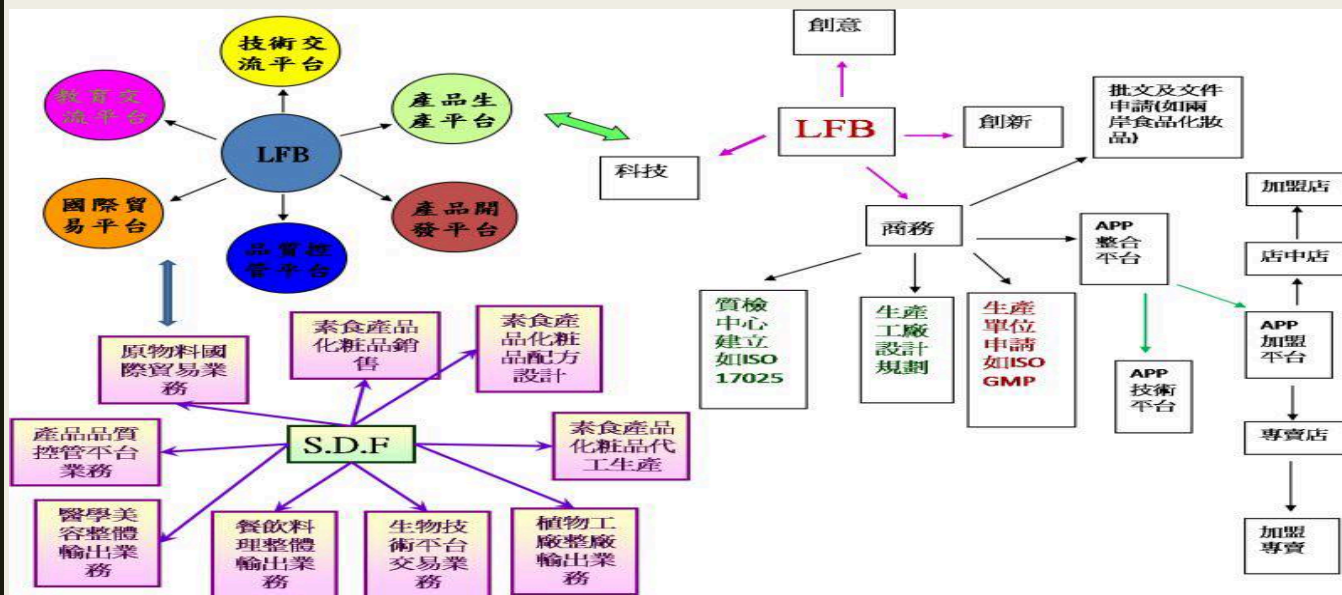 技術交
流平台
教育交
流平台
產品生
產平台
LFB
國際貿
易平台
產品開
發平台
品質控
管平台
創意
LFB
創新
科技
商務
批文及文件
申請(如兩
岸食品化妝
品)
加盟店
店中店
APP
整合
平台
APP
加盟
平台
APP
技術
平台
專賣店
加盟
專賣
質檢
中心
建立
如ISO
17025
生產
工廠
設計
規劃
生產
單位
申請
如ISO
GMP
原物料國
際貿易業
務
素食產品
化粧品銷
售
素食產
品化粧
品配方
設計
產品品質
控管平台
業務
S.D.F
素食產品
化粧品代
工生產
醫學美
容整體
輸出業
務
餐飲料
理整體
輸出業
務
生物技
術平台
交易業
務
植物工
廠整廠
輸出業
務